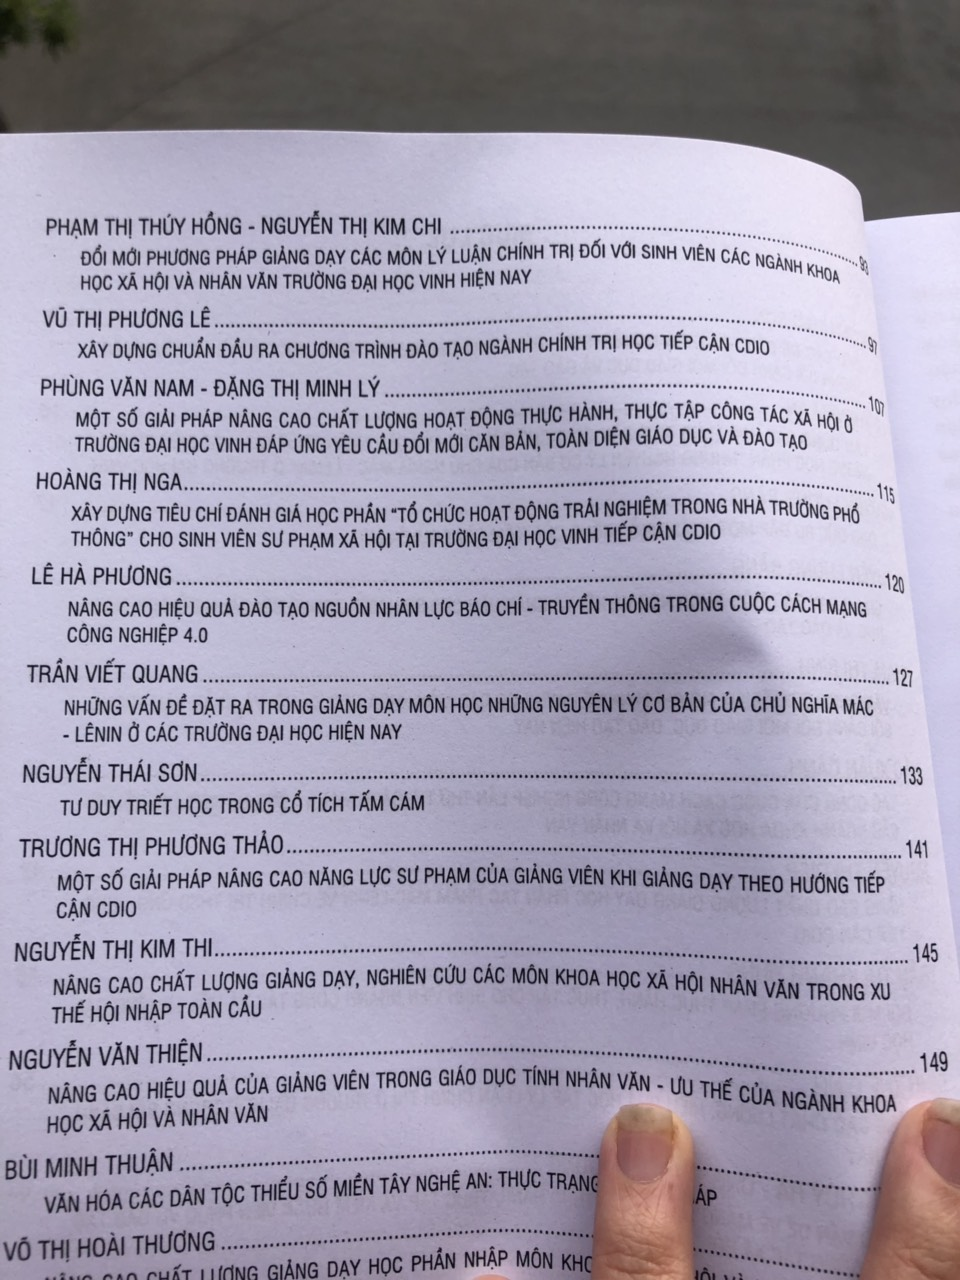 PHẠM THỊ THÚY HỒNG - NGUYỄN THỊ KIM CHI ........ 93
ĐỔI MỚI PHƯƠNG PHÁP GIẢNG DẠY CÁC MÔN LÝ LUẬN CHÍNH TRỊ ĐỐI VỚI SINH VIÊN CÁC NGÀNH KHOA
HỌC XÃ HỘI VÀ NHÂN VĂN TRƯỜNG ĐẠI HỌC VINH HIỆN NAY
VŨ THỊ PHƯƠNG LÊ ........ 97
XÂY DỰNG CHUẨN ĐẦU RA CHƯƠNG TRÌNH ĐÀO TẠO NGÀNH CHÍNH TRỊ HỌC TIẾP CẬN CDIO
PHÙNG VĂN NAM - ĐẶNG THỊ MINH LÝ ........ 107
MỘT SỐ GIẢI PHÁP NÂNG CAO CHẤT LƯỢNG HOẠT ĐỘNG THỰC HÀNH, THỰC TẬP CÔNG TÁC XÃ HỘI Ở
TRƯỜNG ĐẠI HỌC VINH ĐÁP ỨNG YÊU CẦU ĐỔI MỚI CĂN BẢN, TOÀN DIỆN GIÁO DỤC VÀ ĐÀO TẠO
HOÀNG THỊ NGA ........ 115
XÂY DỰNG TIÊU CHÍ ĐÁNH GIÁ HỌC PHẦN “TỔ CHỨC HOẠT ĐỘNG TRẢI NGHIỆM TRONG NHÀ TRƯỜNG PHỔ
THÔNG” CHO SINH VIÊN SƯ PHẠM XÃ HỘI TẠI TRƯỜNG ĐẠI HỌC VINH TIẾP CẬN CDIO
LÊ HÀ PHƯƠNG ........ 120
NÂNG CAO HIỆU QUẢ ĐÀO TẠO NGUỒN NHÂN LỰC BÁO CHÍ - TRUYỀN THÔNG TRONG CUỘC CÁCH MẠNG
CÔNG NGHIỆP 4.0
TRẦN VIẾT QUANG ........ 127
NHỮNG VẤN ĐỀ ĐẶT RA TRONG GIẢNG DẠY MÔN HỌC NHỮNG NGUYÊN LÝ CƠ BẢN CỦA CHỦ NGHĨA MÁC
- LÊNIN Ở CÁC TRƯỜNG ĐẠI HỌC HIỆN NAY
NGUYỄN THÁI SƠN ........ 133
TƯ DUY TRIẾT HỌC TRONG CỔ TÍCH TẤM CÁM
TRƯƠNG THỊ PHƯƠNG THẢO ........ 141
MỘT SỐ GIẢI PHÁP NÂNG CAO NĂNG LỰC SƯ PHẠM CỦA GIẢNG VIÊN KHI GIẢNG DẠY THEO HƯỚNG TIẾP
CẬN CDIO
NGUYỄN THỊ KIM THI ........ 145
NÂNG CAO CHẤT LƯỢNG GIẢNG DẠY, NGHIÊN CỨU CÁC MÔN KHOA HỌC XÃ HỘI NHÂN VĂN TRONG XU
THẾ HỘI NHẬP TOÀN CẦU
NGUYỄN VĂN THIỆN ........ 149
NÂNG CAO HIỆU QUẢ CỦA GIẢNG VIÊN TRONG GIÁO DỤC TÍNH NHÂN VĂN - ƯU THẾ CỦA NGÀNH KHOA
HỌC XÃ HỘI VÀ NHÂN VĂN
BÙI MINH THUẬN ........
VĂN HÓA CÁC DÂN TỘC THIỂU SỐ MIỀN TÂY NGHỆ AN: THỰC TRẠNG
VÕ THỊ HOÀI THƯƠNG ........
NÂNG CAO CHẤT LƯỢNG GIẢNG DẠY HỌC PHẦN NHẬP MÔN